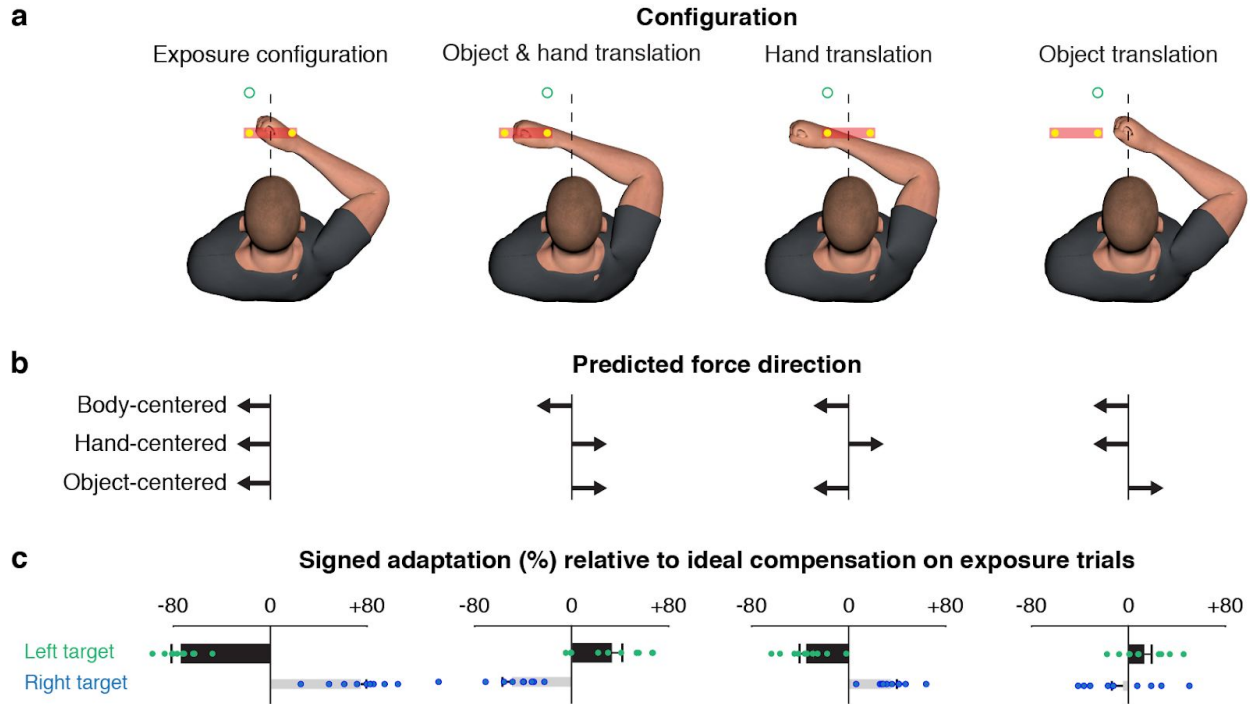 a
Configuration
Exposure configuration
Object & hand translation
Hand translation
Object translation
b
Predicted force direction
Body-centered
Hand-centered
Object-centered
c
Signed adaptation (%) relative to ideal compensation on exposure trials
-80 0 +80 -80 0 +80 -80 0 +80 -80 0 +80
Left target
Right target